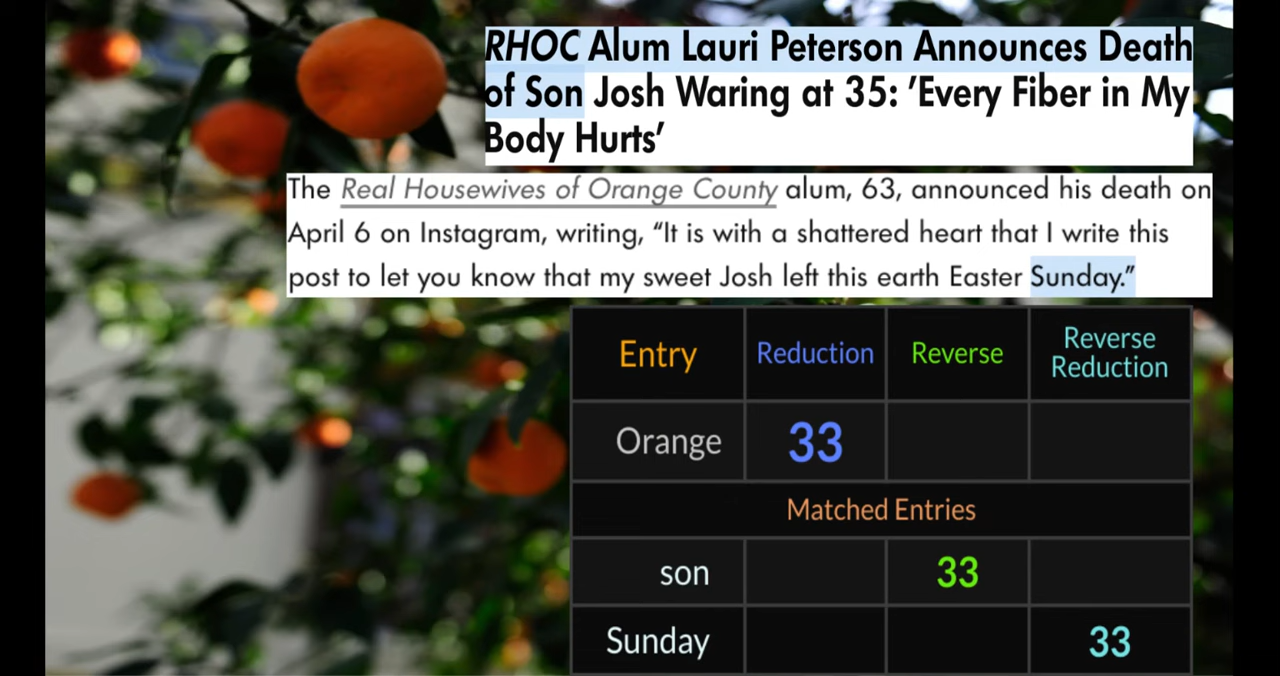 RHOC Alum Lauri Peterson Announces Death
of Son Josh Waring at 35: ’Every Fiber in My
Body Hurts’
The Real Housewives of Orange County alum, 63, announced his death on
April 6 on Instagram, writing, “It is with a shattered heart that I write this
post to let you know that my sweet Josh left this earth Easter Sunday.”
Entry Reduction Reverse Reverse Reduction
Orange 33
Matched Entries
son 33
Sunday 33